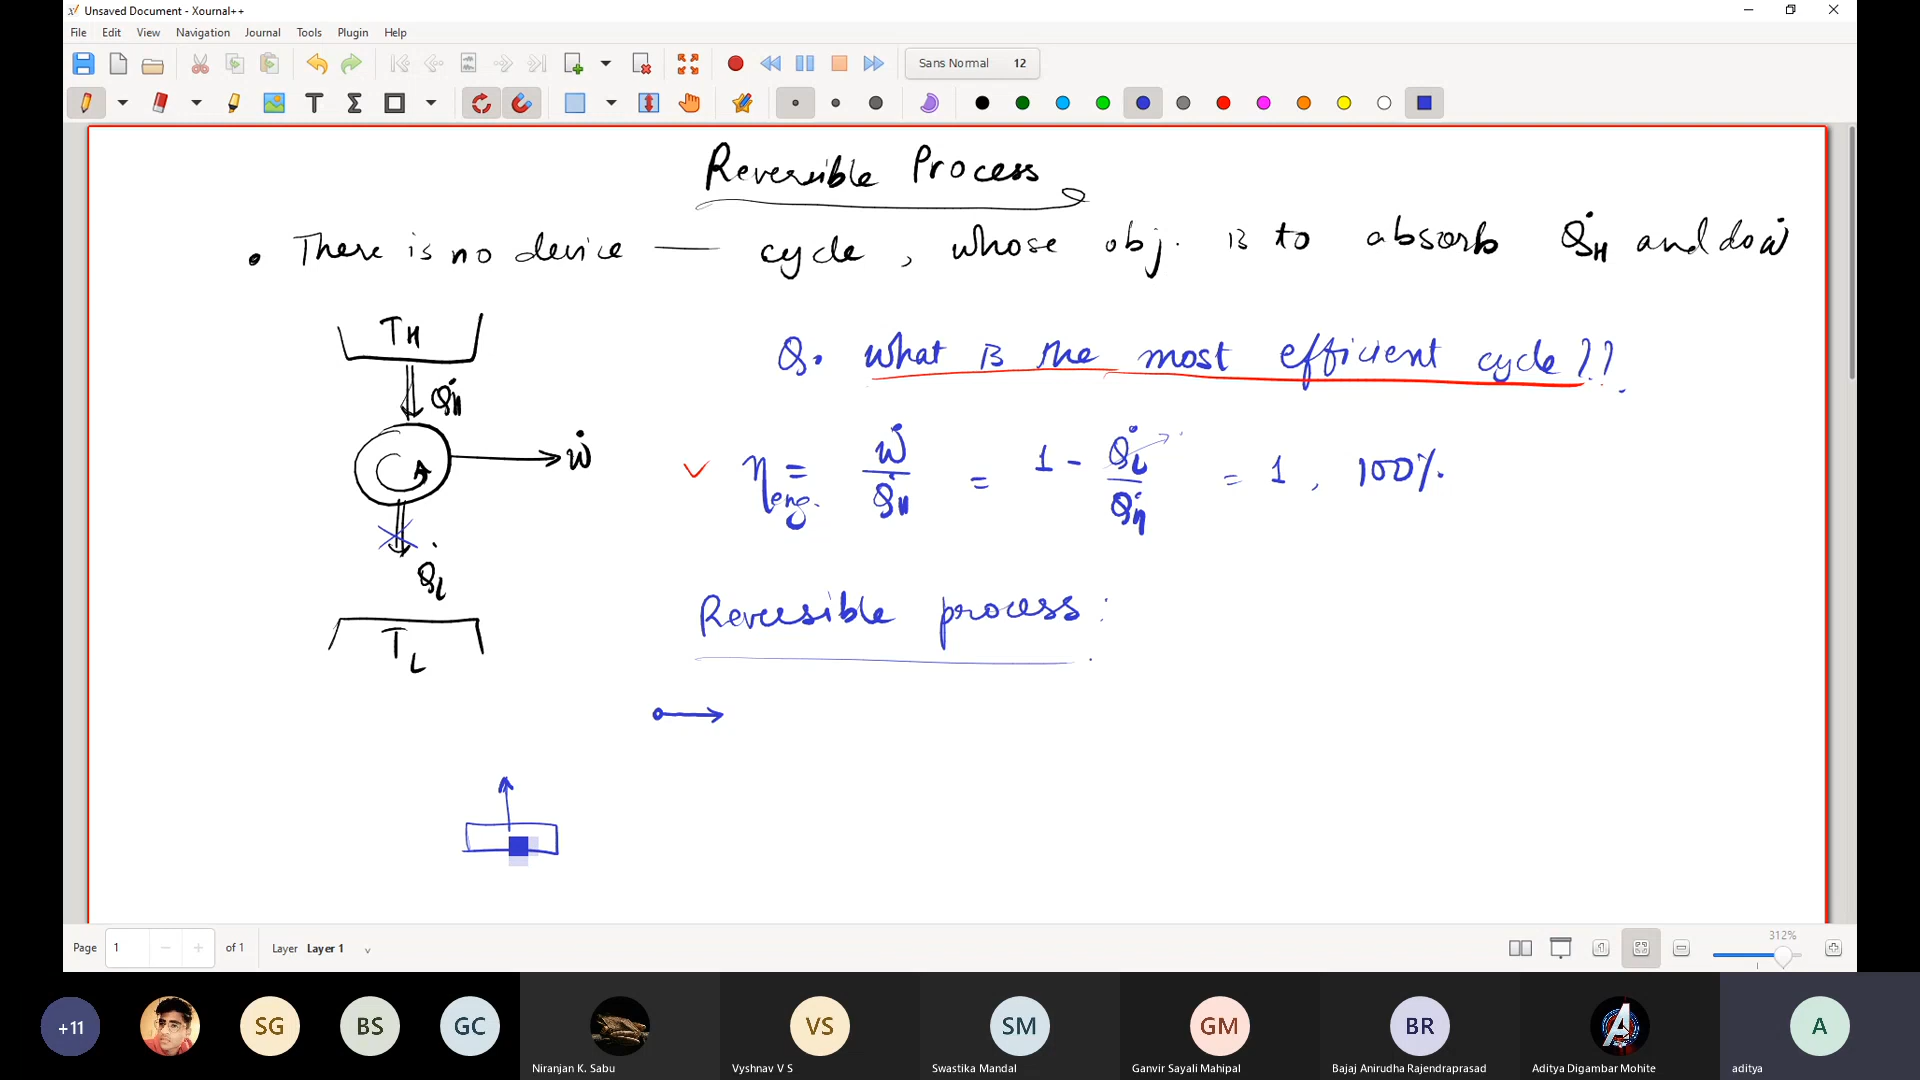 Unsaved Document - Xournal++
File Edit View Navigation Journal Tools Plugin Help
Sans Normal 12
Reversible Process
• There is no device — cycle, whose obj. is to absorb Q̇H and do Ẇ
TH
Q. What is the most efficient cycle??
Q̇H
Ẇ
ηeng. = Ẇ/Q̇H = 1 - Q̇L/Q̇H = 1, 100%.
Q̇L
Reversible process:
TL
Page 1 of 1 Layer Layer 1 312%
+11 SG BS GC VS SM GM BR A
Niranjan K. Sabu Vyshnav V S Swastika Mandal Ganvir Sayali Mahipal Bajaj Anirudha Rajendraprasad Aditya Digambar Mohite aditya